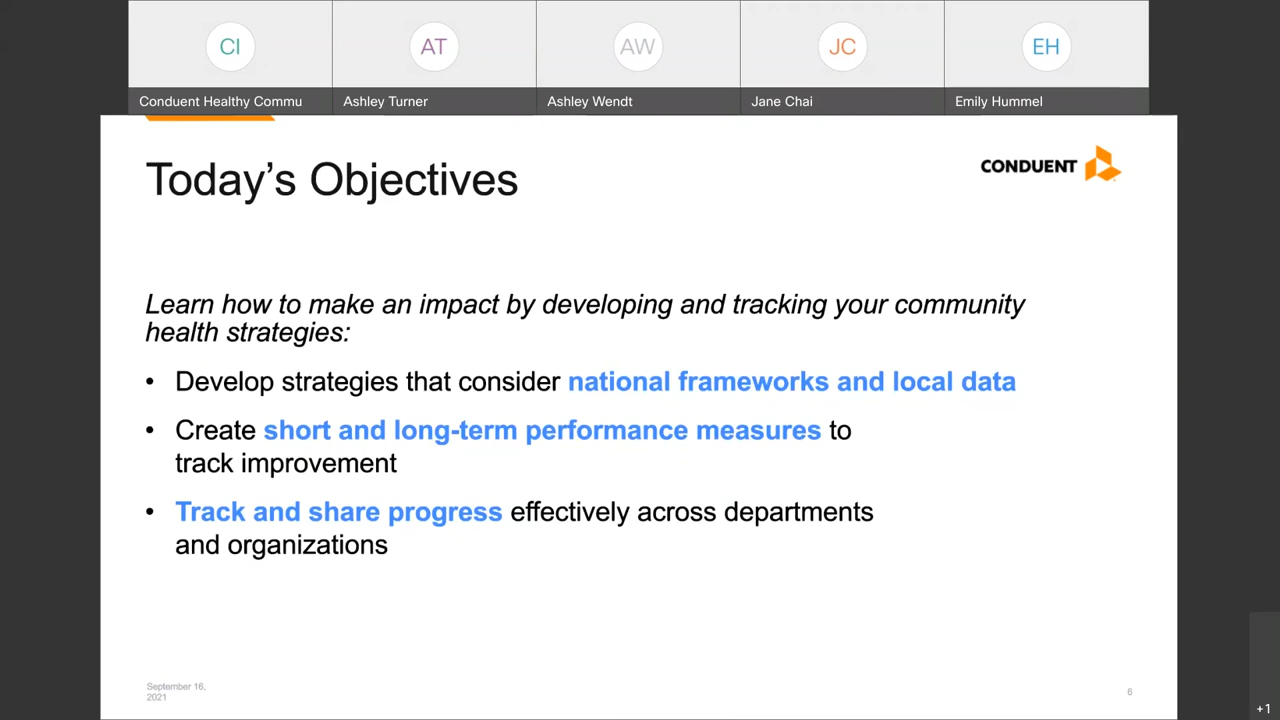 CI
AT
AW
JC
EH
Conduent Healthy Commu
Ashley Turner
Ashley Wendt
Jane Chai
Emily Hummel
Today’s Objectives
CONDUENT
Learn how to make an impact by developing and tracking your community
health strategies:
• Develop strategies that consider national frameworks and local data
• Create short and long-term performance measures to
track improvement
• Track and share progress effectively across departments
and organizations
September 16,
2021
6
+1